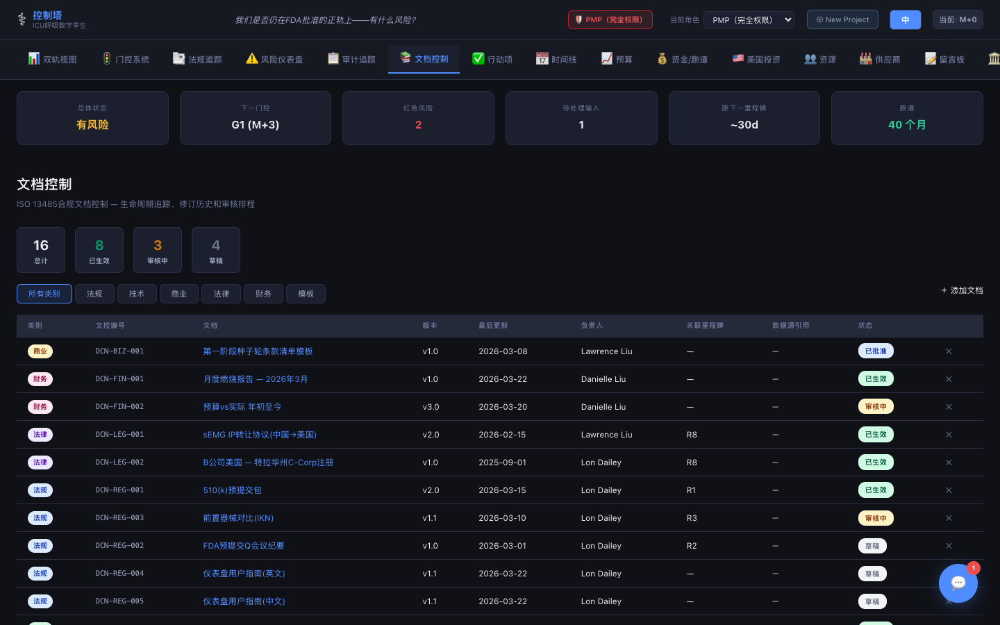 控制塔
ICU呼吸数字孪生
我们是否仍在FDA批准的正轨上——有什么风险？
PMP（完全权限）
当前角色
PMP（完全权限）
⊙ New Project
中
当前: M+0
双轨视图
门控系统
法规追踪
风险仪表盘
审计追踪
文档控制
行动项
时间线
预算
资金/跑道
美国投资
资源
供应商
留言板
总体状态
有风险
下一门控
G1 (M+3)
红色风险
2
待处理输入
1
距下一里程碑
~30d
跑道
40 个月
文档控制
ISO 13485合规文档控制 — 生命周期追踪、修订历史和审核排程
16
总计
8
已生效
3
审核中
4
草稿
所有类别
法规
技术
商业
法律
财务
模板
+ 添加文档
类别 文控编号 文档 版本 最后更新 负责人 关联里程碑 数据源引用 状态
商业 DCN-BIZ-001 第一阶段种子轮条款清单模板 v1.0 2026-03-08 Lawrence Liu — — 已批准 ×
财务 DCN-FIN-001 月度燃烧报告 — 2026年3月 v1.0 2026-03-22 Danielle Liu — — 已生效 ×
财务 DCN-FIN-002 预算vs实际 年初至今 v3.0 2026-03-20 Danielle Liu — — 审核中 ×
法律 DCN-LEG-001 sEMG IP转让协议(中国→美国) v2.0 2026-02-15 Lawrence Liu R8 — 已生效 ×
法律 DCN-LEG-002 B公司美国 — 特拉华州C-Corp注册 v1.0 2025-09-01 Lon Dailey R8 — 已生效 ×
法规 DCN-REG-001 510(k)预提交包 v2.0 2026-03-15 Lon Dailey R1 — 已生效 ×
法规 DCN-REG-003 前置器械对比(IKN) v1.1 2026-03-10 Lon Dailey R3 — 审核中 ×
法规 DCN-REG-002 FDA预提交Q会议纪要 v1.0 2026-03-01 Lon Dailey R2 — 草稿 ×
法规 DCN-REG-004 仪表盘用户指南(英文) v1.1 2026-03-22 Lon Dailey — — 草稿
法规 DCN-REG-005 仪表盘用户指南(中文) v1.1 2026-03-22 Lon Dailey — — 草稿 ×
1